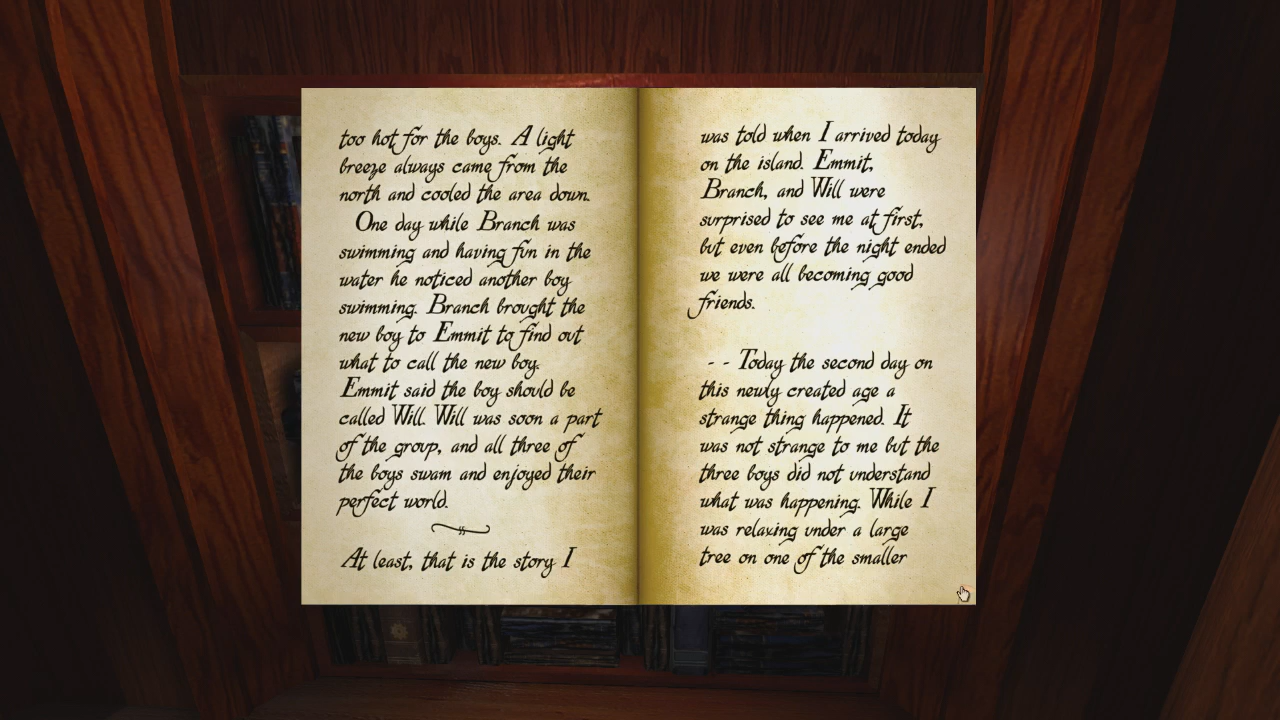 too hot for the boys. A light
breeze always came from the
north and cooled the area down.
One day while Branch was
swimming and having fun in the
water he noticed another boy
swimming. Branch brought the
new boy to Emmit to find out
what to call the new boy.
Emmit said the boy should be
called Will. Will was soon a part
of the group, and all three of
the boys swam and enjoyed their
perfect world.
At least, that is the story I
was told when I arrived today
on the island. Emmit,
Branch, and Will were
surprised to see me at first,
but even before the night ended
we were all becoming good
friends.
- - Today the second day on
this newly created age a
strange thing happened. It
was not strange to me but the
three boys did not understand
what was happening. While I
was relaxing under a large
tree on one of the smaller